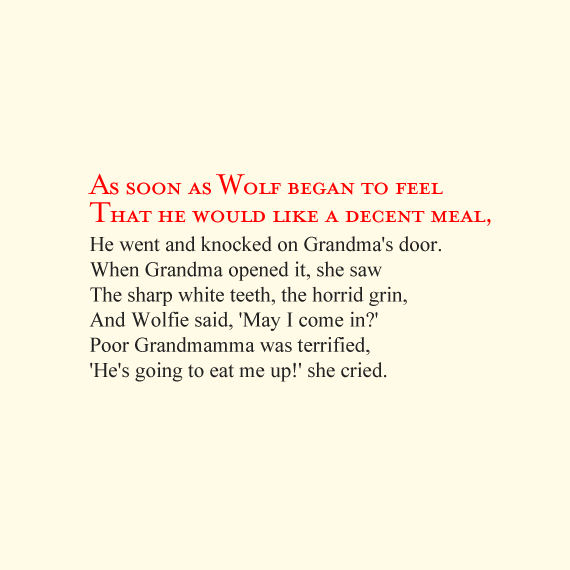 As soon as Wolf began to feel
That he would like a decent meal,
He went and knocked on Grandma's door.
When Grandma opened it, she saw
The sharp white teeth, the horrid grin,
And Wolfie said, 'May I come in?'
Poor Grandmamma was terrified,
'He's going to eat me up!' she cried.